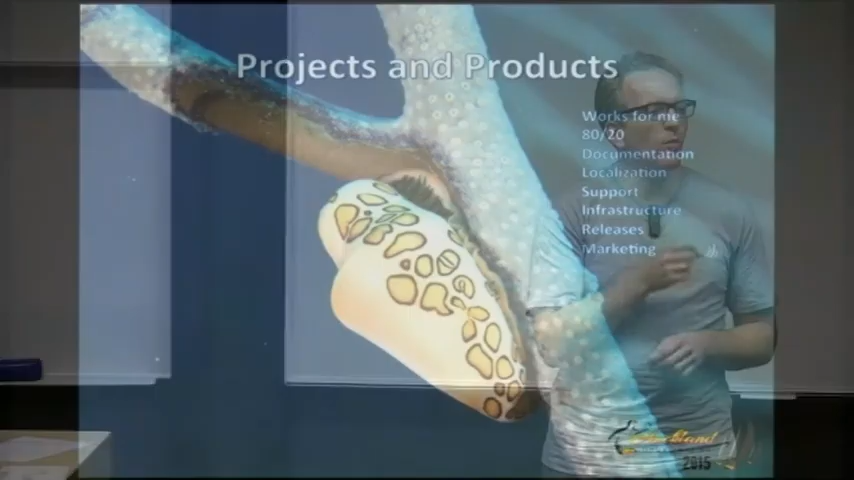 Projects and Products
Works for me
80/20
Documentation
Localization
Support
Infrastructure
Releases
Marketing
2015